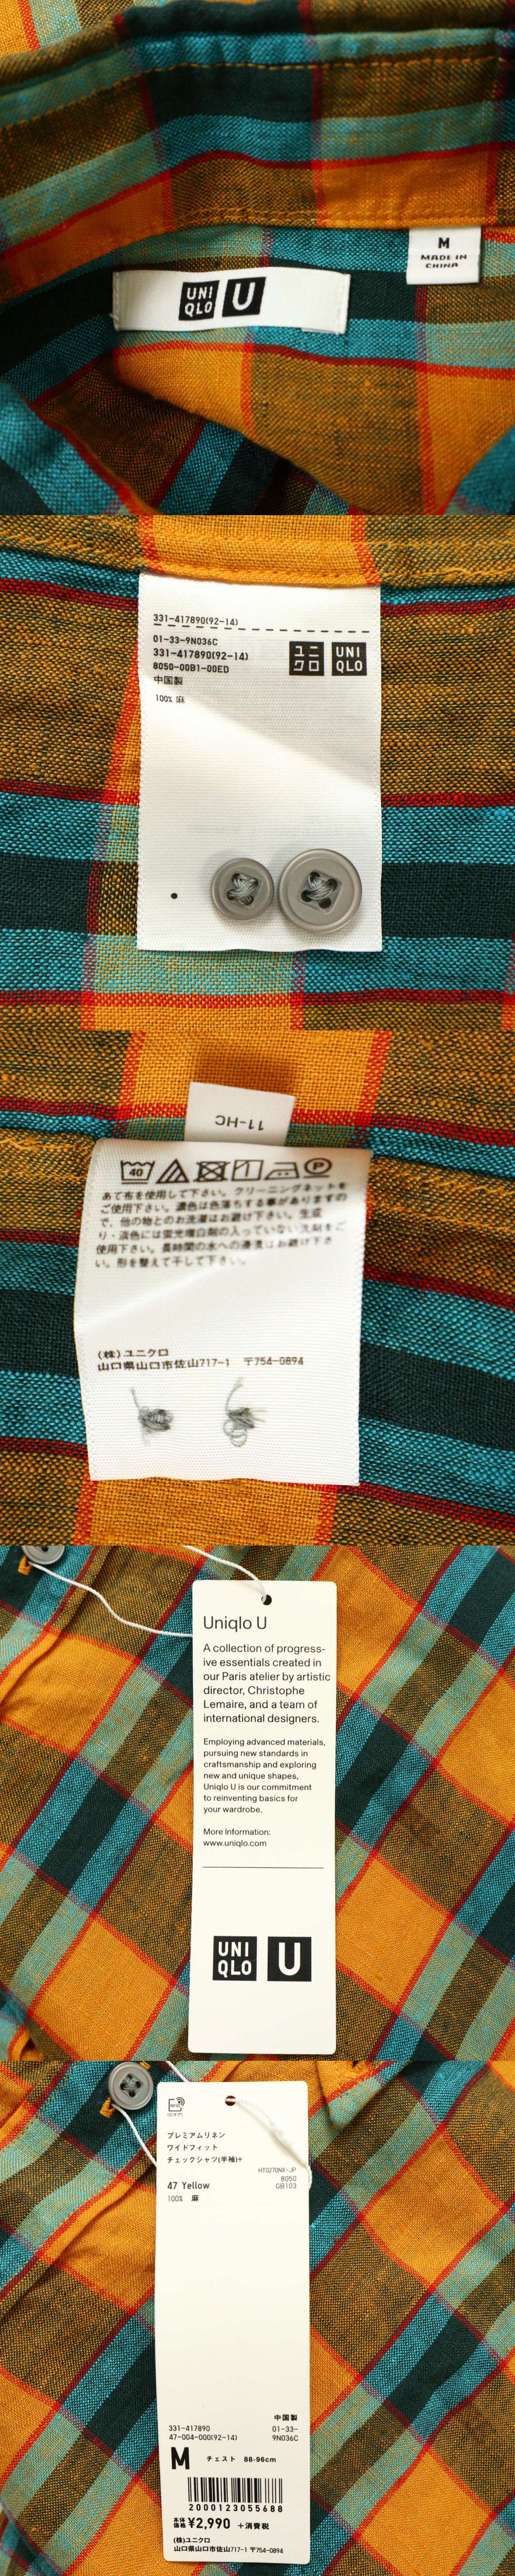 M
MADE IN
CHINA
UNI
QLO
U
331-417890(92-14)
01-33-9N036C
331-417890(92-14)
8050-00B1-00ED
中国製
100% 麻
ユニ
クロ
UNI
QLO
11-HC
40
あて布を使用して下さい。クリーニングネットを
ご使用下さい。濃色は色落ちする事がありますの
で、他の物とのお洗濯はお避け下さい。生成
り・淡色には蛍光増白剤の入っていない洗剤をご
使用下さい。長時間の水への浸漬はお避け下さ
い。形を整えて干して下さい。
(株)ユニクロ
山口県山口市佐山717-1 〒754-0894
Uniqlo U
A collection of progress-
ive essentials created in
our Paris atelier by artistic
director, Christophe
Lemaire, and a team of
international designers.
Employing advanced materials,
pursuing new standards in
craftsmanship and exploring
new and unique shapes,
Uniqlo U is our commitment
to reinventing basics for
your wardrobe.
More Information:
www.uniqlo.com
UNI
QLO
U
プレミアムリネン
ワイドフィット
チェックシャツ(半袖)+
HT0270NX-JP
8050
GB103
47 Yellow
100% 麻
中国製
331-417890
01-33-
47-004-000(92-14)
9N036C
M チェスト 88-96cm
2000123055688
本体
価格 ¥2,990 +消費税
(株)ユニクロ
山口県山口市佐山717-1 〒754-0894